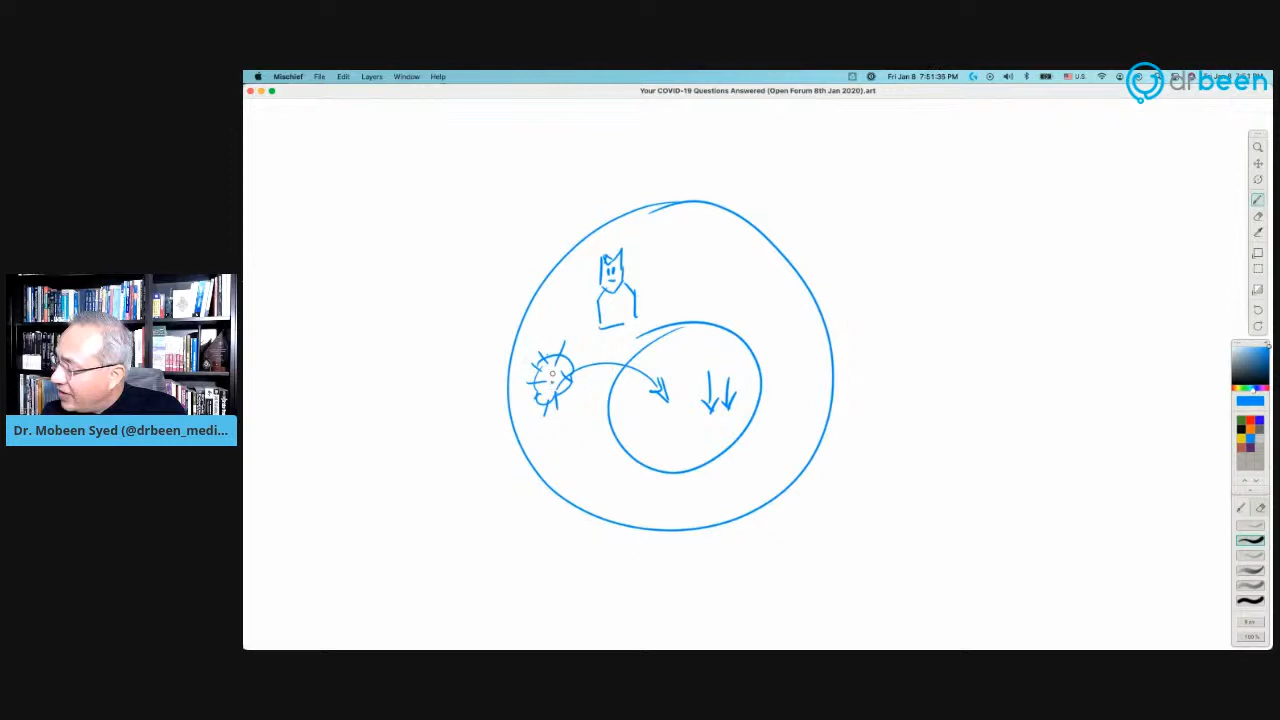 Mischief File Edit Layers Window Help
Fri Jan 8 7:51:35 PM U.S.
Your COVID-19 Questions Answered (Open Forum 8th Jan 2020).art
drbeen
Dr. Mobeen Syed (@drbeen_medi...
100%